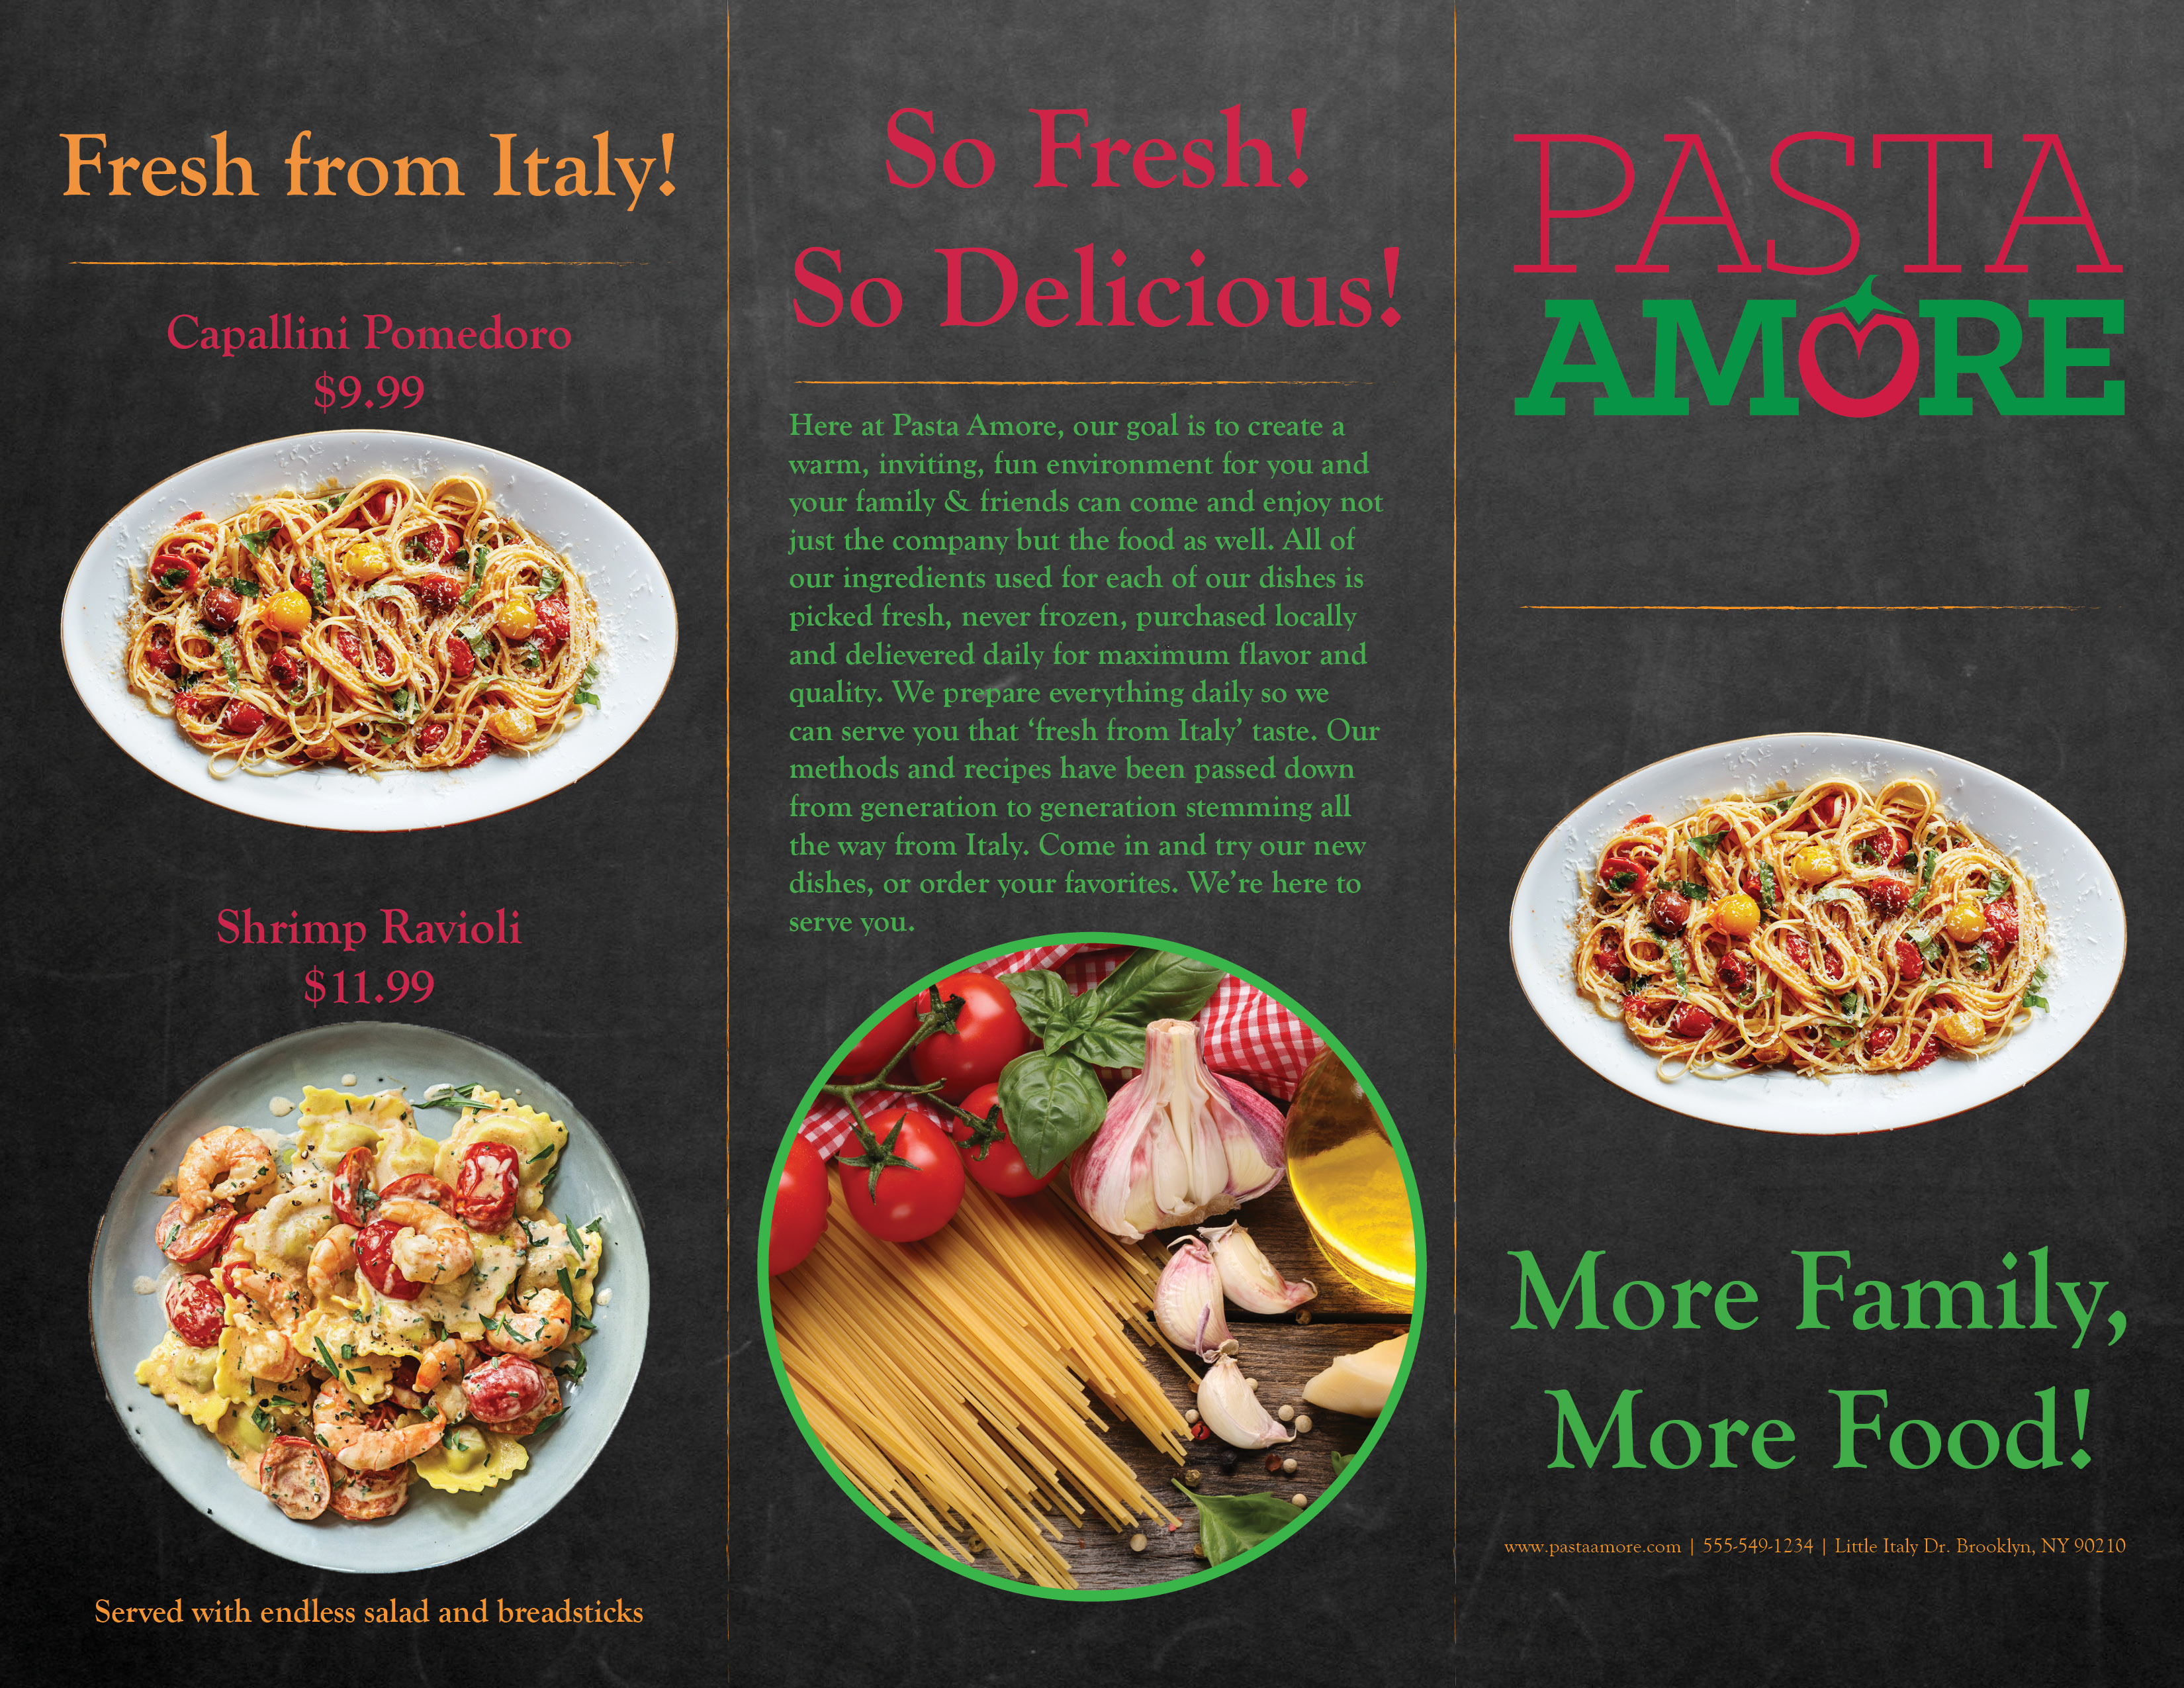 Fresh from Italy!
Capallini Pomedoro
$9.99
Shrimp Ravioli
$11.99
Served with endless salad and breadsticks
So Fresh!
So Delicious!
Here at Pasta Amore, our goal is to create a
warm, inviting, fun environment for you and
your family & friends can come and enjoy not
just the company but the food as well. All of
our ingredients used for each of our dishes is
picked fresh, never frozen, purchased locally
and delievered daily for maximum flavor and
quality. We prepare everything daily so we
can serve you that ‘fresh from Italy’ taste. Our
methods and recipes have been passed down
from generation to generation stemming all
the way from Italy. Come in and try our new
dishes, or order your favorites. We’re here to
serve you.
PASTA
AMORE
More Family,
More Food!
www.pastaamore.com | 555-549-1234 | Little Italy Dr. Brooklyn, NY 90210